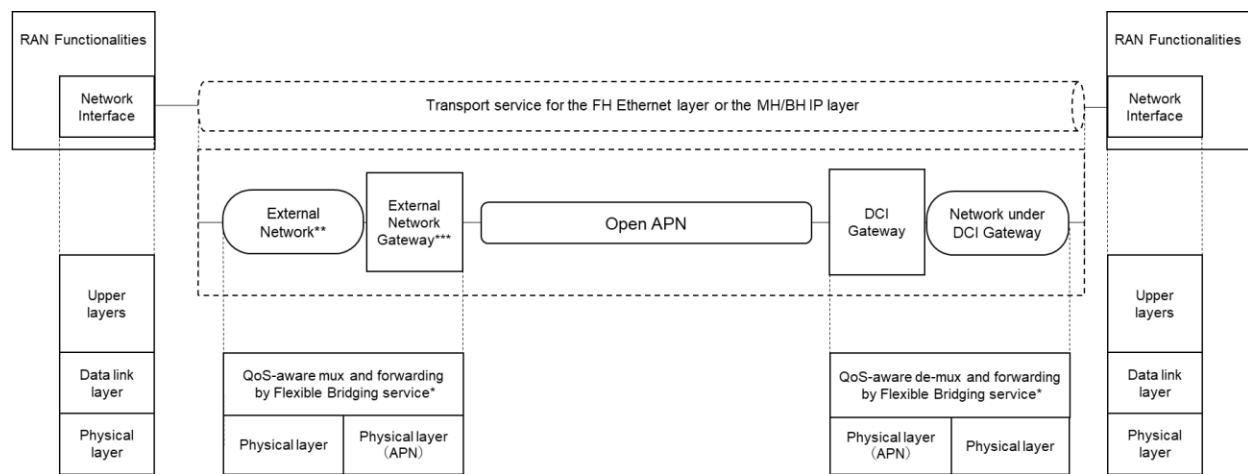 RAN Functionalities
Network
Interface
Transport service for the FH Ethernet layer or the MH/BH IP layer
RAN Functionalities
Network
Interface
External
Network**
External
Network
Gateway***
Open APN
DCI
Gateway
Network under
DCI Gateway
Upper
layers
Data link
layer
Physical
layer
QoS-aware mux and forwarding
by Flexible Bridging service*
Physical layer
Physical layer
(APN)
QoS-aware de-mux and forwarding
by Flexible Bridging service*
Physical layer
(APN)
Physical layer
Upper
layers
Data link
layer
Physical
layer